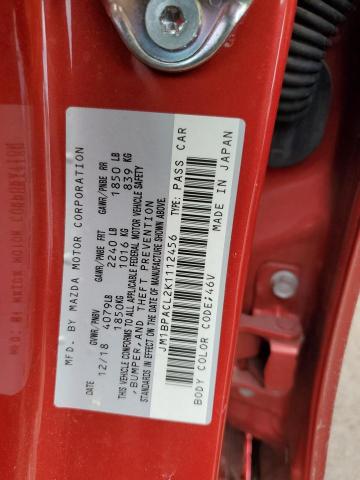 MFD. BY MAZDA MOTOR CORPORATION
12/18
GVWR/PNBV GAWR/PNBE FRT GAWR/PNBE RR
4079LB 2240 LB 1850 LB
1850KG 1016 KG 839 KG
THIS VEHICLE CONFORMS TO ALL APPLICABLE FEDERAL MOTOR VEHICLE SAFETY
, BUMPER, AND THEFT PREVENTION
STANDARDS IN EFFECT ON THE DATE OF MANUFACTURE SHOWN ABOVE.
JM1BPACL2K1112456 TYPE: PASS CAR
BODY COLOR CODE:46V MADE IN JAPAN